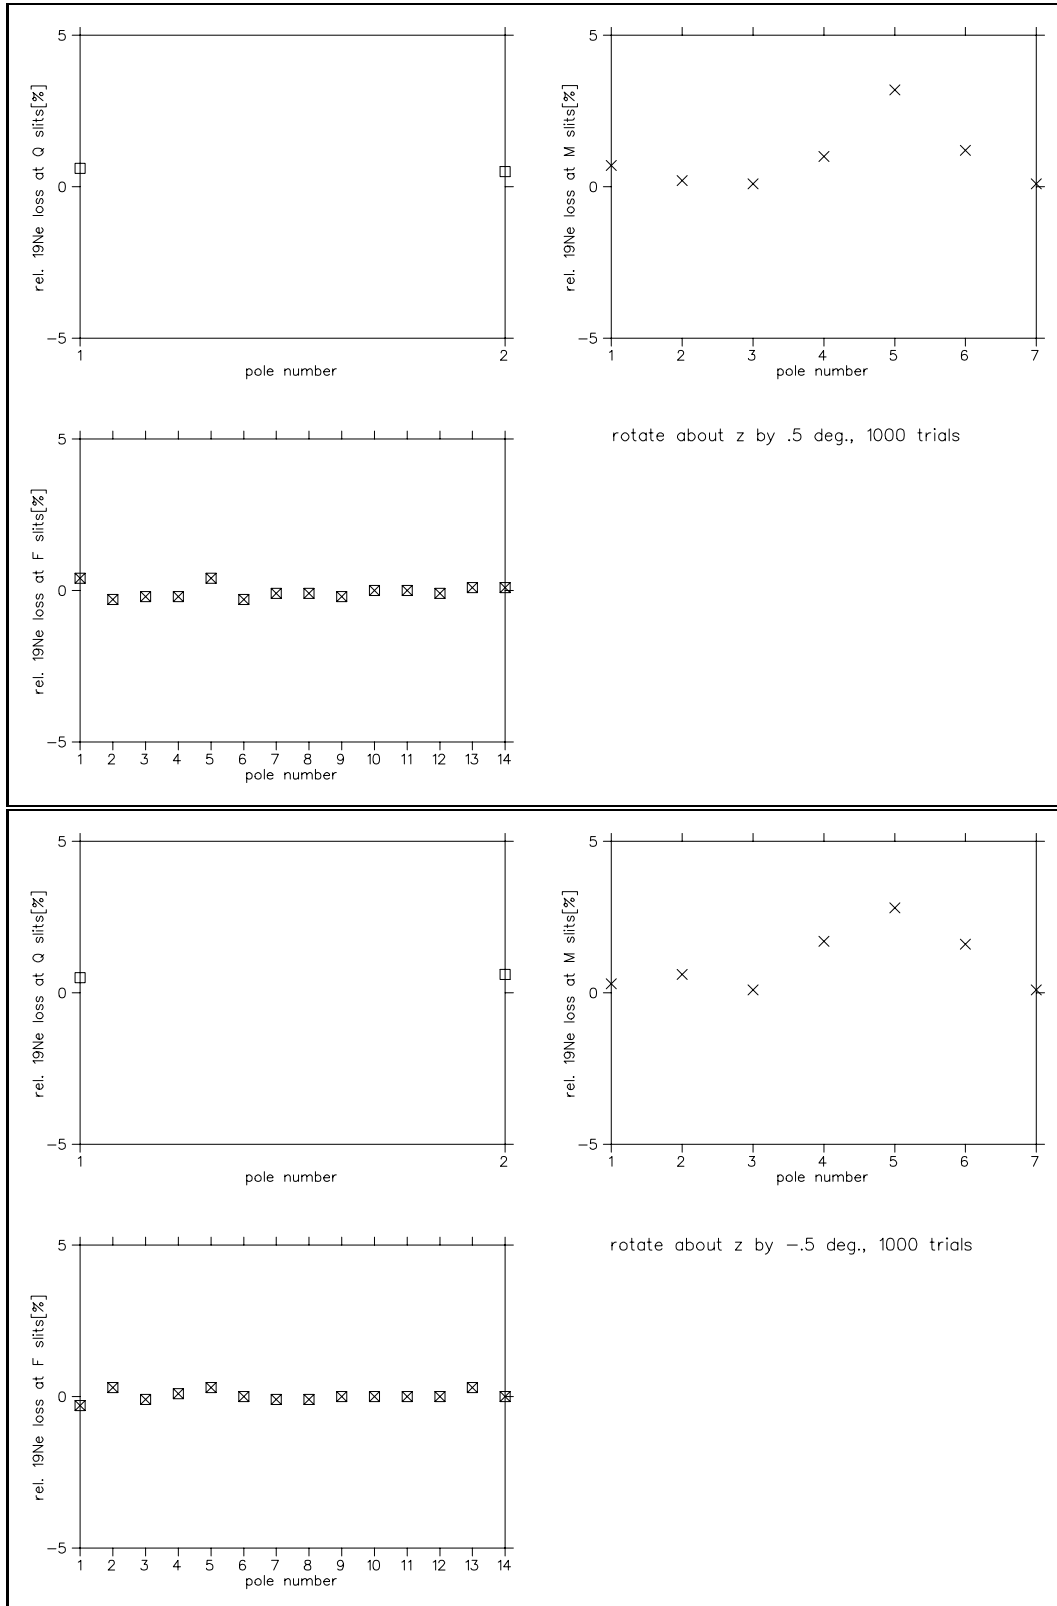 5
0
−5
rel. 19Ne loss at Q slits[%]
1 2
pole number
5
0
−5
rel. 19Ne loss at M slits[%]
1 2 3 4 5 6 7
pole number
5
0
−5
rel. 19Ne loss at F slits[%]
1 2 3 4 5 6 7 8 9 10 11 12 13 14
pole number
rotate about z by .5 deg., 1000 trials
5
0
−5
rel. 19Ne loss at Q slits[%]
1 2
pole number
5
0
−5
rel. 19Ne loss at M slits[%]
1 2 3 4 5 6 7
pole number
5
0
−5
rel. 19Ne loss at F slits[%]
1 2 3 4 5 6 7 8 9 10 11 12 13 14
pole number
rotate about z by −.5 deg., 1000 trials